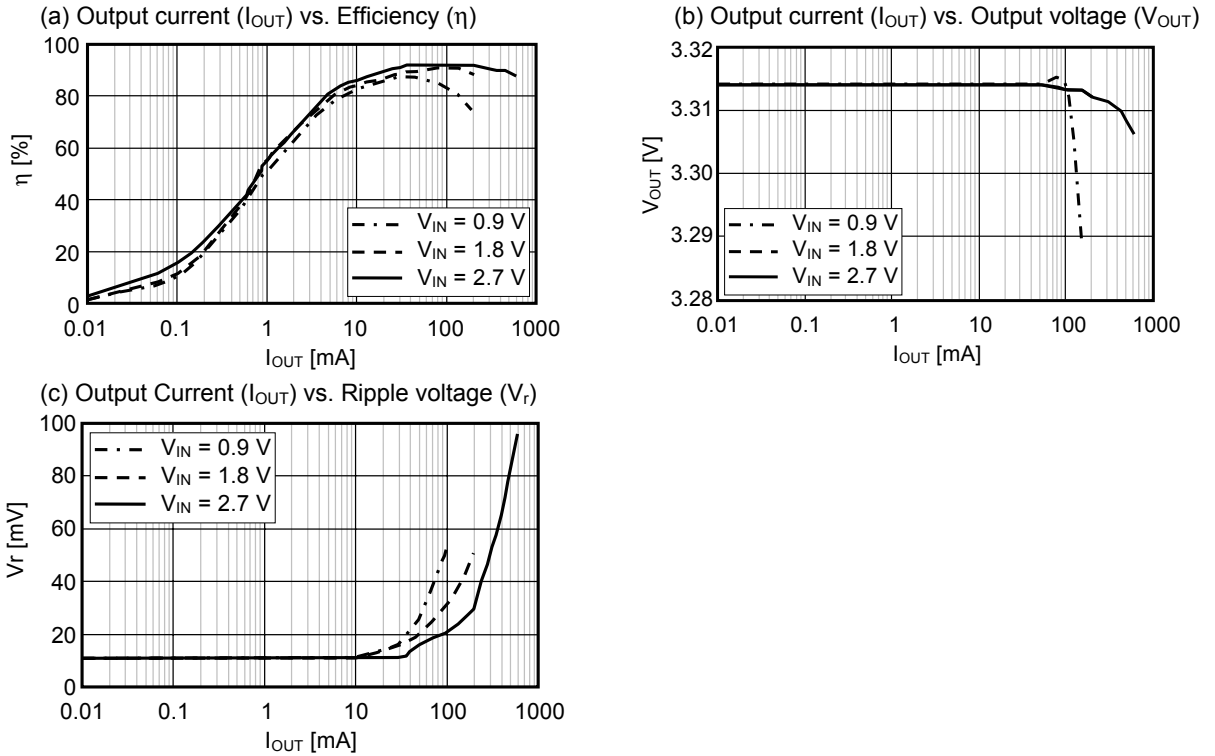 (a) Output current (IOUT) vs. Efficiency (η)
100
80
60
40
20
0
η [%]
VIN = 0.9 V
VIN = 1.8 V
VIN = 2.7 V
0.01 0.1 1 10 100 1000
IOUT [mA]
(b) Output current (IOUT) vs. Output voltage (VOUT)
3.32
3.31
3.30
3.29
3.28
VOUT [V]
VIN = 0.9 V
VIN = 1.8 V
VIN = 2.7 V
0.01 0.1 1 10 100 1000
IOUT [mA]
(c) Output Current (IOUT) vs. Ripple voltage (Vr)
100
80
60
40
20
0
Vr [mV]
VIN = 0.9 V
VIN = 1.8 V
VIN = 2.7 V
0.01 0.1 1 10 100 1000
IOUT [mA]